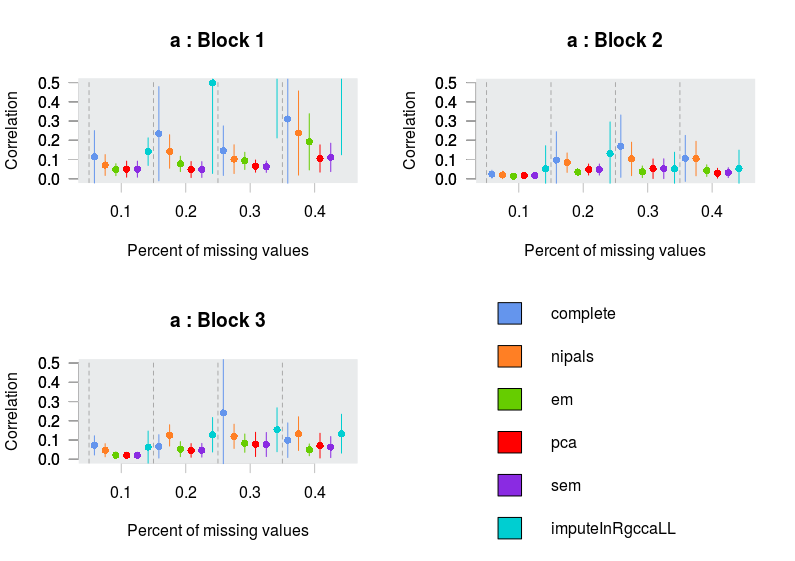 a : Block 1
Correlation
0.5
0.4
0.3
0.2
0.1
0.0
0.1 0.2 0.3 0.4
Percent of missing values
a : Block 2
Correlation
0.5
0.4
0.3
0.2
0.1
0.0
0.1 0.2 0.3 0.4
Percent of missing values
a : Block 3
Correlation
0.5
0.4
0.3
0.2
0.1
0.0
0.1 0.2 0.3 0.4
Percent of missing values
complete
nipals
em
pca
sem
imputeInRgccaLL